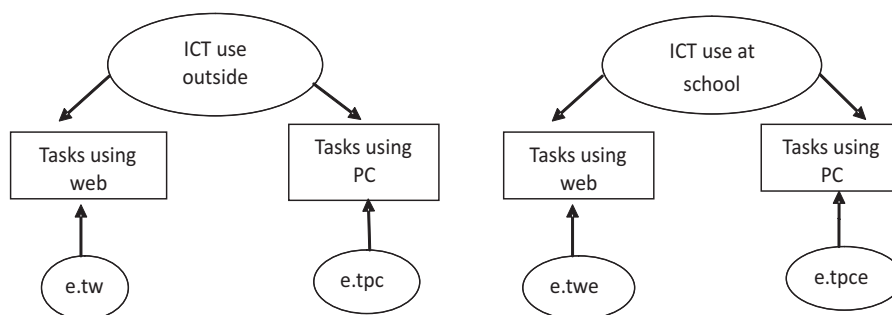 ICT use
outside
ICT use at
school
Tasks using
web
Tasks using
PC
Tasks using
web
Tasks using
PC
e.tw
e.tpc
e.twe
e.tpce